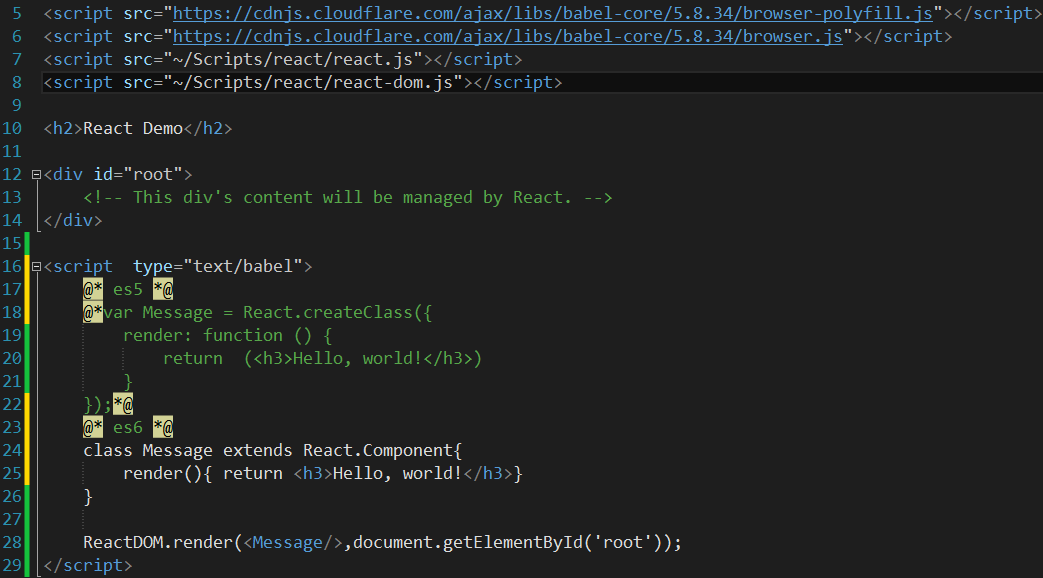 5 <script src="https://cdnjs.cloudflare.com/ajax/libs/babel-core/5.8.34/browser-polyfill.js"></script>
6 <script src="https://cdnjs.cloudflare.com/ajax/libs/babel-core/5.8.34/browser.js"></script>
7 <script src="~/Scripts/react/react.js"></script>
8 <script src="~/Scripts/react/react-dom.js"></script>
9
10 <h2>React Demo</h2>
11
12 <div id="root">
13     <!-- This div's content will be managed by React. -->
14 </div>
15
16 <script  type="text/babel">
17     @* es5 *@
18     @*var Message = React.createClass({
19         render: function () {
20             return  (<h3>Hello, world!</h3>)
21         }
22     });*@
23     @* es6 *@
24     class Message extends React.Component{
25         render(){ return <h3>Hello, world!</h3>}
26     }
27
28     ReactDOM.render(<Message/>,document.getElementById('root'));
29 </script>